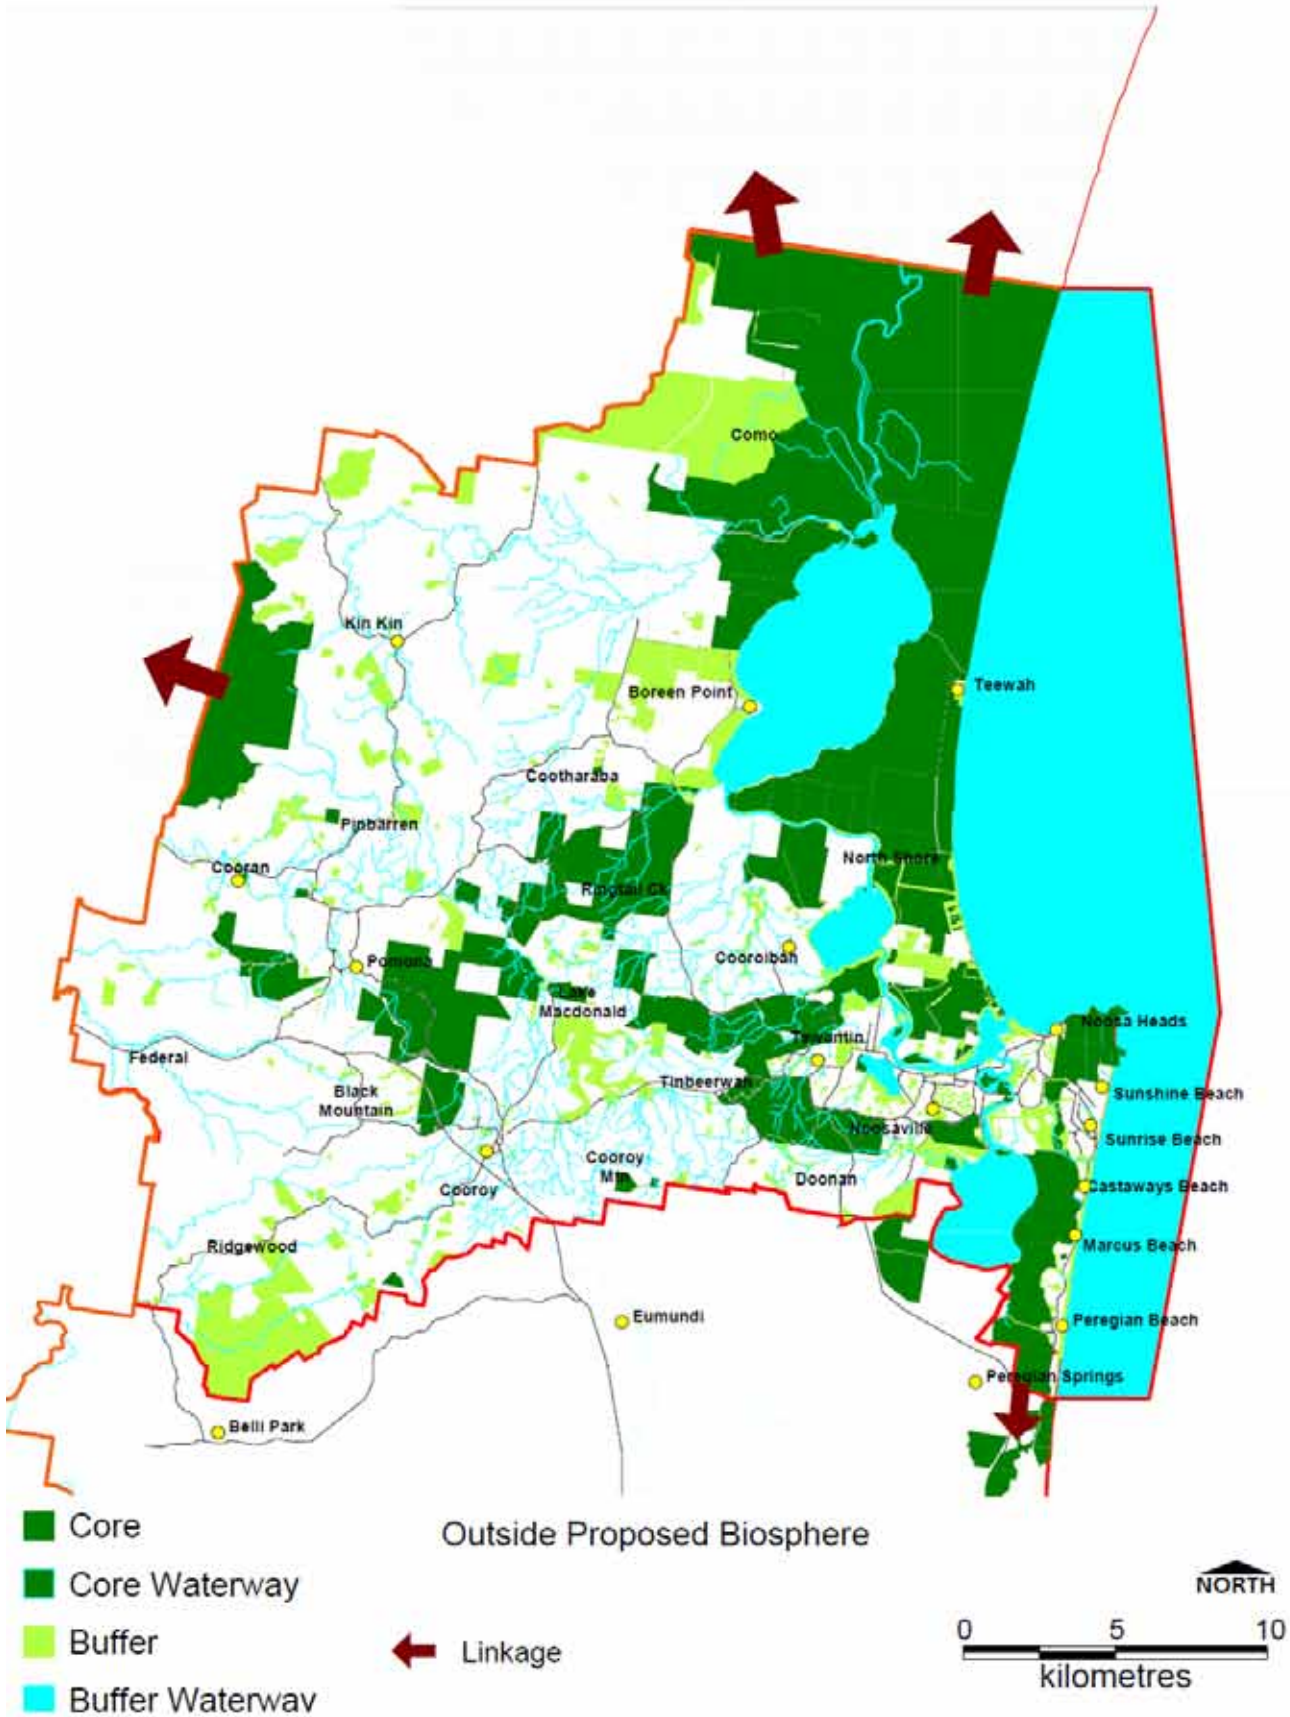 Como
Kin Kin
Boreen Point
Teewah
Cootharaba
Pinbarren
North Shore
Cooran
Ringtail Ck
Pomona
Cooroibah
Lake
Macdonald
Noosa Heads
Federal
Tewantin
Tinbeerwah
Black
Mountain
Sunshine Beach
Noosaville
Sunrise Beach
Cooroy
Mtn
Doonan
Cooroy
Castaways Beach
Ridgewood
Marcus Beach
Eumundi
Peregian Beach
Peregian Springs
Belli Park
Core
Outside Proposed Biosphere
Core Waterway
NORTH
Buffer
Linkage
0 5 10
kilometres
Buffer Waterway